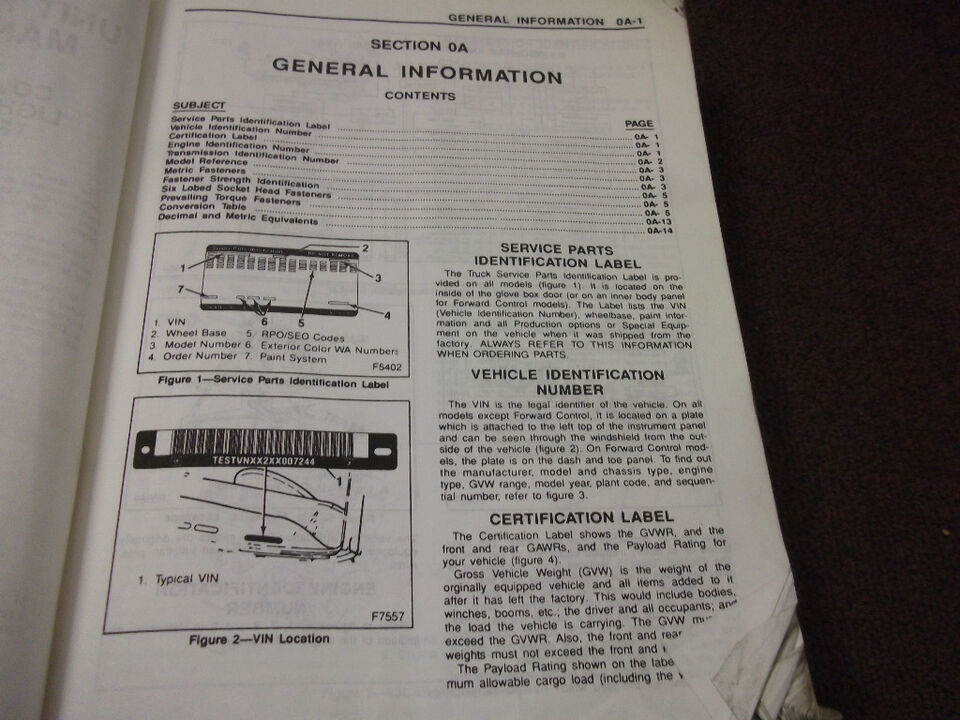 GENERAL INFORMATION 0A-1
SECTION 0A
GENERAL INFORMATION
CONTENTS
SUBJECT PAGE
Service Parts Identification Label 0A- 1
Vehicle Identification Number 0A- 1
Certification Label 0A- 1
Engine Identification Number 0A- 2
Transmission Identification Number 0A- 3
Model Reference 0A- 3
Metric Fasteners 0A- 3
Fastener Strength Identification 0A- 5
Six Lobed Socket Head Fasteners 0A- 5
Prevailing Torque Fasteners 0A- 5
Conversion Table 0A-13
Decimal and Metric Equivalents 0A-14
Service Parts Identification DO NOT REMOVE
1
2
3
4
5
6
7
1. VIN
2. Wheel Base 5. RPO/SEO Codes
3. Model Number 6. Exterior Color WA Numbers
4. Order Number 7. Paint System
F5402
Figure 1—Service Parts Identification Label
TESTVNXX2XX007244
1
1. Typical VIN
F7557
Figure 2—VIN Location
SERVICE PARTS
IDENTIFICATION LABEL
The Truck Service Parts Identification Label is pro-
vided on all models (figure 1). It is located on the
inside of the glove box door (or on an inner body panel
for Forward Control models). The Label lists the VIN
(Vehicle Identification Number), wheelbase, paint infor-
mation and all Production options or Special Equip-
ment on the vehicle when it was shipped from the
factory. ALWAYS REFER TO THIS INFORMATION
WHEN ORDERING PARTS.
VEHICLE IDENTIFICATION
NUMBER
The VIN is the legal identifier of the vehicle. On all
models except Forward Control, it is located on a plate
which is attached to the left top of the instrument panel
and can be seen through the windshield from the out-
side of the vehicle (figure 2). On Forward Control mod-
els, the plate is on the dash and toe panel. To find out
the manufacturer, model and chassis type, engine
type, GVW range, model year, plant code, and sequen-
tial number, refer to figure 3.
CERTIFICATION LABEL
The Certification Label shows the GVWR, and the
front and rear GAWRs, and the Payload Rating for
your vehicle (figure 4).
Gross Vehicle Weight (GVW) is the weight of the
orginally equipped vehicle and all items added to it
after it has left the factory. This would include bodies,
winches, booms, etc.; the driver and all occupants; and
the load the vehicle is carrying. The GVW
exceed the GVWR. Also, the front and rear
weights must not exceed the front and
The Payload Rating shown on the
mum allowable cargo load (including the